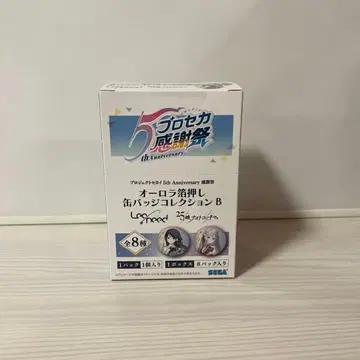 5
プロセカ
感謝祭
th Anniversary
プロジェクトセカイ 5th Anniversary 感謝祭
オーロラ箔押し
缶バッジコレクション B
Leo/need
25時、ナイトコードで。
全8種
1パック 1個入り
1ボックス 8パック入り
SEGA